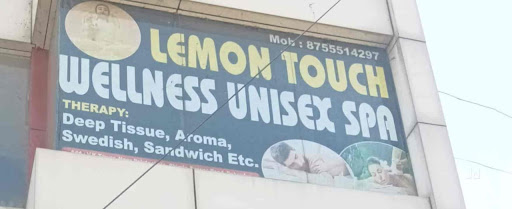 Mob : 8755514297
LEMON TOUCH
WELLNESS UNISEX SPA
THERAPY:
Deep Tissue, Aroma,
Swedish, Sandwich Etc.